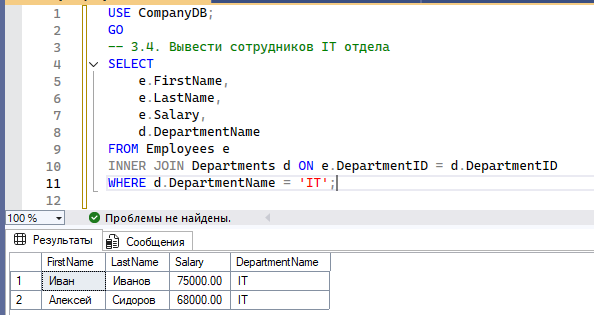 1 USE CompanyDB;
2 GO
3 -- 3.4. Вывести сотрудников IT отдела
4 SELECT
5 e.FirstName,
6 e.LastName,
7 e.Salary,
8 d.DepartmentName
9 FROM Employees e
10 INNER JOIN Departments d ON e.DepartmentID = d.DepartmentID
11 WHERE d.DepartmentName = 'IT';
12
100 % Проблемы не найдены.
Результаты Сообщения
FirstName LastName Salary DepartmentName
1 Иван Иванов 75000.00 IT
2 Алексей Сидоров 68000.00 IT